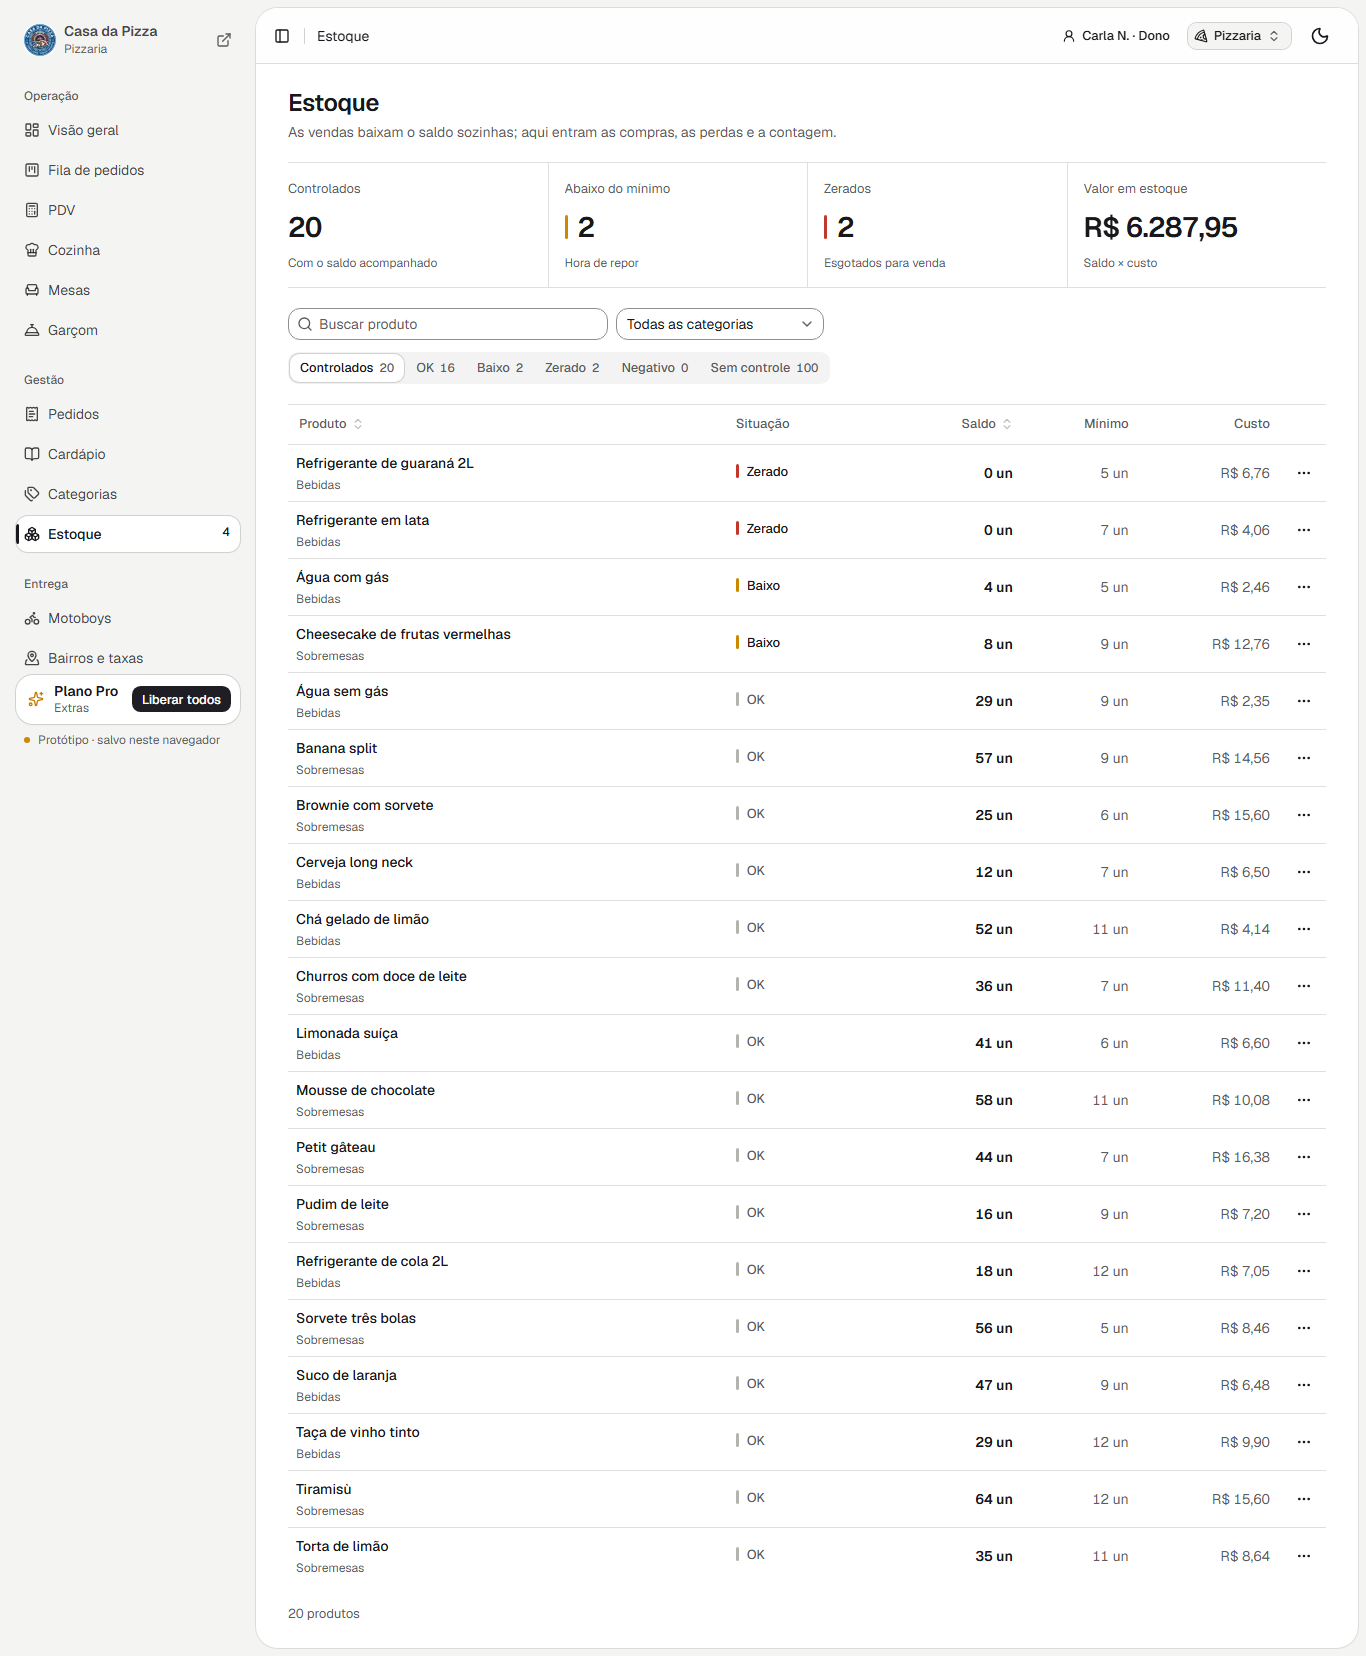 Casa da Pizza
Pizzaria
Operação
Visão geral
Fila de pedidos
PDV
Cozinha
Mesas
Garçom
Gestão
Pedidos
Cardápio
Categorias
Estoque 4
Entrega
Motoboys
Bairros e taxas
Plano Pro
Extras
Liberar todos
Protótipo · salvo neste navegador
Estoque
Carla N. · Dono
Pizzaria
Estoque
As vendas baixam o saldo sozinhas; aqui entram as compras, as perdas e a contagem.
Controlados
20
Com o saldo acompanhado
Abaixo do mínimo
2
Hora de repor
Zerados
2
Esgotados para venda
Valor em estoque
R$ 6.287,95
Saldo × custo
Buscar produto
Todas as categorias
Controlados 20 OK 16 Baixo 2 Zerado 2 Negativo 0 Sem controle 100
Produto Situação Saldo Mínimo Custo
Refrigerante de guaraná 2L
Bebidas
Zerado 0 un 5 un R$ 6,76
Refrigerante em lata
Bebidas
Zerado 0 un 7 un R$ 4,06
Água com gás
Bebidas
Baixo 4 un 5 un R$ 2,46
Cheesecake de frutas vermelhas
Sobremesas
Baixo 8 un 9 un R$ 12,76
Água sem gás
Bebidas
OK 29 un 9 un R$ 2,35
Banana split
Sobremesas
OK 57 un 9 un R$ 14,56
Brownie com sorvete
Sobremesas
OK 25 un 6 un R$ 15,60
Cerveja long neck
Bebidas
OK 12 un 7 un R$ 6,50
Chá gelado de limão
Bebidas
OK 52 un 11 un R$ 4,14
Churros com doce de leite
Sobremesas
OK 36 un 7 un R$ 11,40
Limonada suíça
Bebidas
OK 41 un 6 un R$ 6,60
Mousse de chocolate
Sobremesas
OK 58 un 11 un R$ 10,08
Petit gâteau
Sobremesas
OK 44 un 7 un R$ 16,38
Pudim de leite
Sobremesas
OK 16 un 9 un R$ 7,20
Refrigerante de cola 2L
Bebidas
OK 18 un 12 un R$ 7,05
Sorvete três bolas
Sobremesas
OK 56 un 5 un R$ 8,46
Suco de laranja
Bebidas
OK 47 un 9 un R$ 6,48
Taça de vinho tinto
Bebidas
OK 29 un 12 un R$ 9,90
Tiramisù
Sobremesas
OK 64 un 12 un R$ 15,60
Torta de limão
Sobremesas
OK 35 un 11 un R$ 8,64
20 produtos